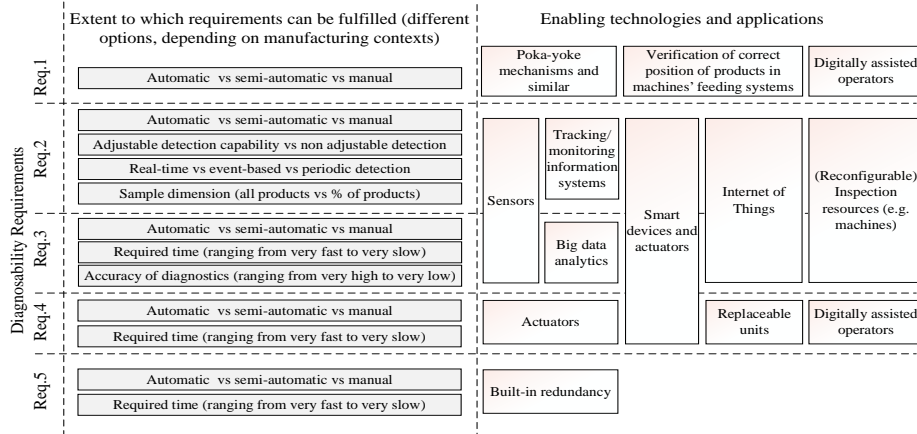 Extent to which requirements can be fulfilled (different
options, depending on manufacturing contexts)
Enabling technologies and applications
Diagnosability Requirements
Req.1
Automatic vs semi-automatic vs manual
Poka-yoke
mechanisms and
similar
Verification of correct
position of products in
machines' feeding systems
Digitally assisted
operators
Req.2
Automatic vs semi-automatic vs manual
Adjustable detection capability vs non adjustable detection
Real-time vs event-based vs periodic detection
Sample dimension (all products vs % of products)
Sensors
Tracking/
monitoring
information
systems
Smart
devices and
actuators
Internet of
Things
(Reconfigurable)
Inspection
resources (e.g.
machines)
Req.3
Automatic vs semi-automatic vs manual
Required time (ranging from very fast to very slow)
Accuracy of diagnostics (ranging from very high to very low)
Big data
analytics
Req.4
Automatic vs semi-automatic vs manual
Required time (ranging from very fast to very slow)
Actuators
Replaceable
units
Digitally assisted
operators
Req.5
Automatic vs semi-automatic vs manual
Required time (ranging from very fast to very slow)
Built-in redundancy